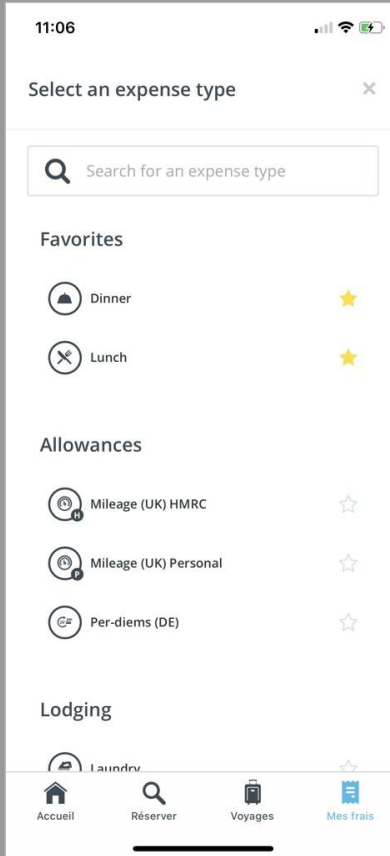 11:06
Select an expense type
Search for an expense type
Favorites
Dinner
Lunch
Allowances
Mileage (UK) HMRC
H
Mileage (UK) Personal
P
Per-diems (DE)
Lodging
Laundry
Accueil
Réserver
Voyages
Mes frais